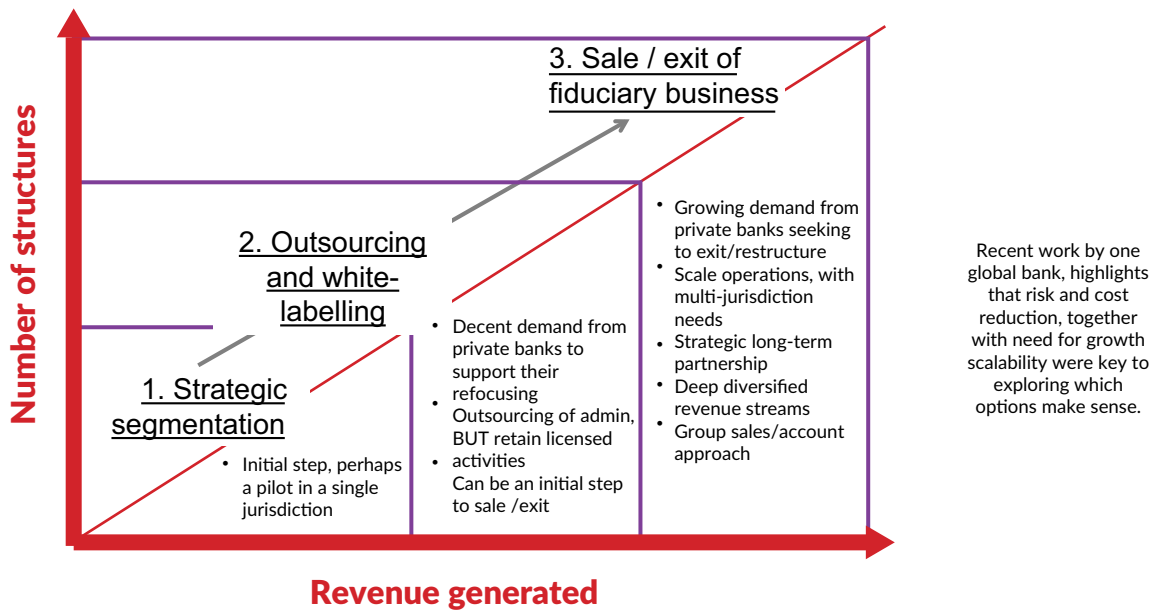 Number of structures
3. Sale / exit of
fiduciary business
2. Outsourcing
and white-
labelling
1. Strategic
segmentation
• Initial step, perhaps
a pilot in a single
jurisdiction
• Decent demand from
private banks to
support their
refocusing
• Outsourcing of admin,
BUT retain licensed
• activities
Can be an initial step
to sale /exit
• Growing demand from
private banks seeking
to exit/restructure
• Scale operations, with
multi-jurisdiction
needs
• Strategic long-term
partnership
• Deep diversified
revenue streams
• Group sales/account
approach
Revenue generated
Recent work by one
global bank, highlights
that risk and cost
reduction, together
with need for growth
scalability were key to
exploring which
options make sense.